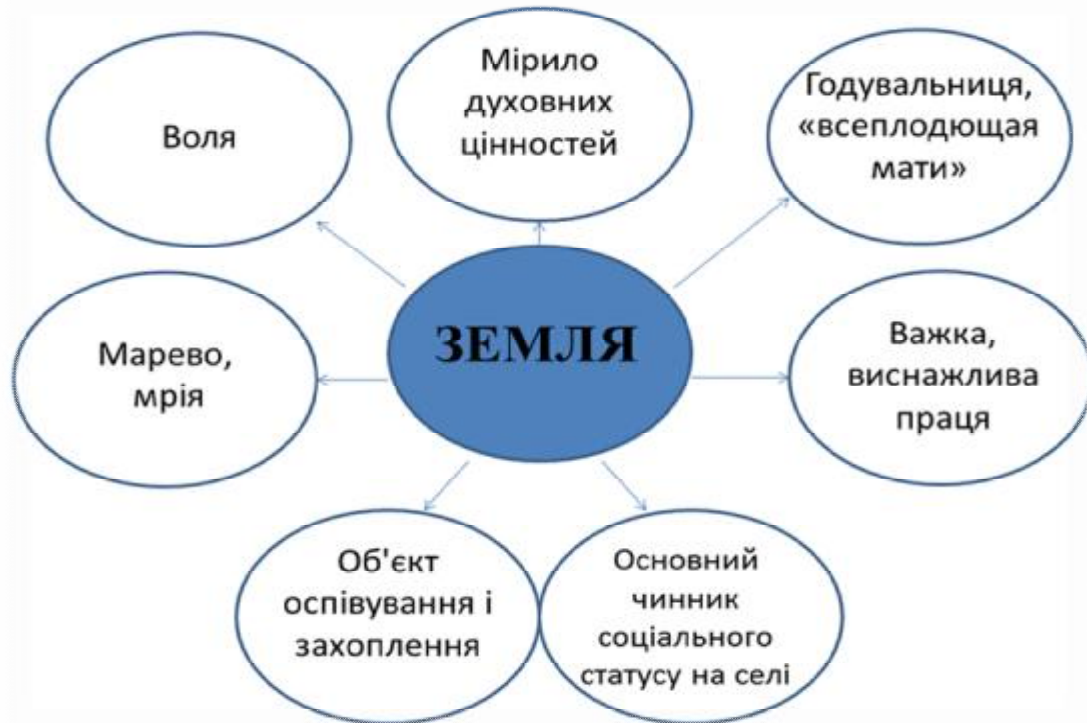 Воля
Мірило
духовних
цінностей
Годувальниця,
«всеплодющая
мати»
ЗЕМЛЯ
Марево,
мрія
Важка,
виснажлива
праця
Об'єкт
оспівування і
захоплення
Основний
чинник
соціального
статусу на селі